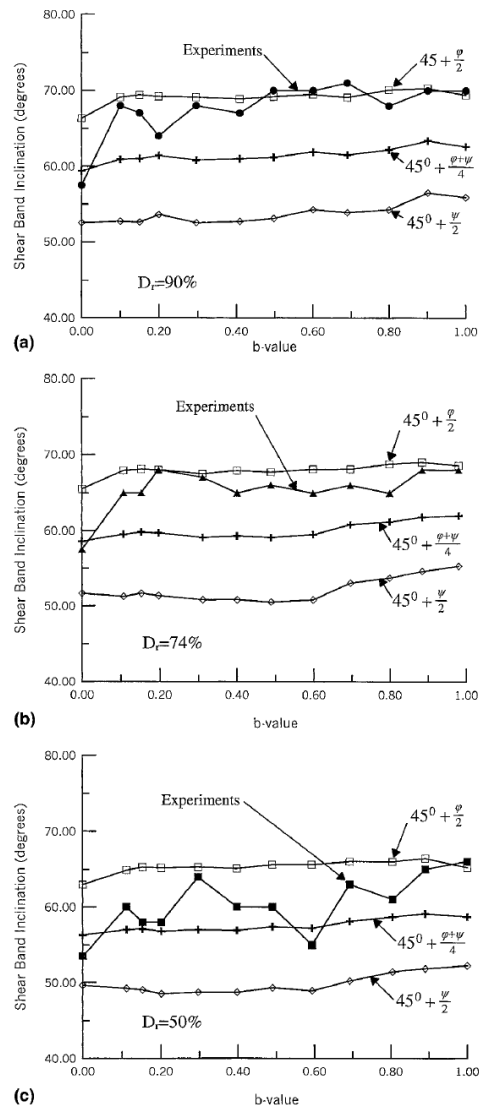 80.00
Experiments
45 + φ/2
70.00
60.00
45⁰ + φ+ψ/4
45⁰ + ψ/2
50.00
Dᵣ=90%
40.00
0.00 0.20 0.40 0.60 0.80 1.00
b-value
Shear Band Inclination (degrees)
(a)
80.00
Experiments
45⁰ + φ/2
70.00
60.00
45⁰ + φ+ψ/4
45⁰ + ψ/2
50.00
Dᵣ=74%
40.00
0.00 0.20 0.40 0.60 0.80 1.00
b-value
Shear Band Inclination (degrees)
(b)
80.00
Experiments
45⁰ + φ/2
70.00
60.00
45⁰ + φ+ψ/4
45⁰ + ψ/2
50.00
Dᵣ=50%
40.00
0.00 0.20 0.40 0.60 0.80 1.00
b-value
Shear Band Inclination (degrees)
(c)